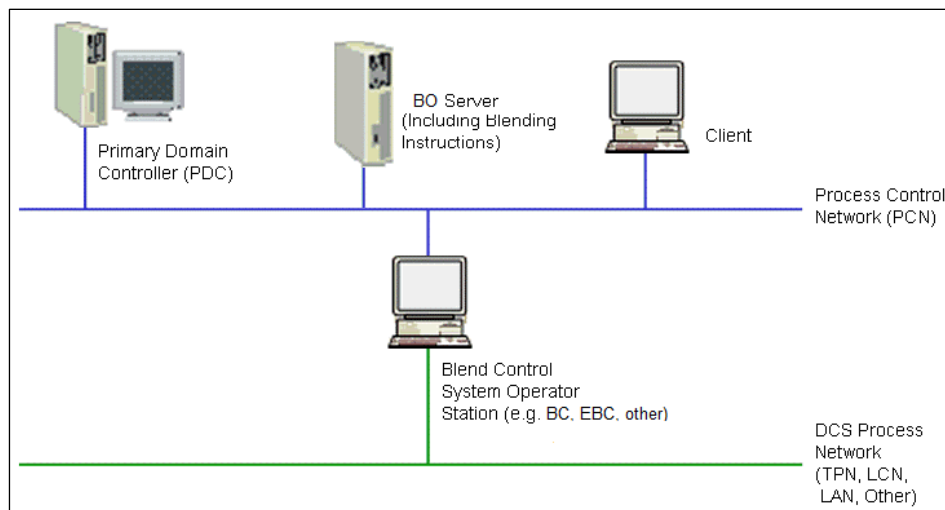 BO Server
(Including Blending
Instructions)
Client
Primary Domain
Controller (PDC)
Process Control
Network (PCN)
Blend Control
System Operator
Station (e.g. BC, EBC, other)
DCS Process
Network
(TPN, LCN,
LAN, Other)